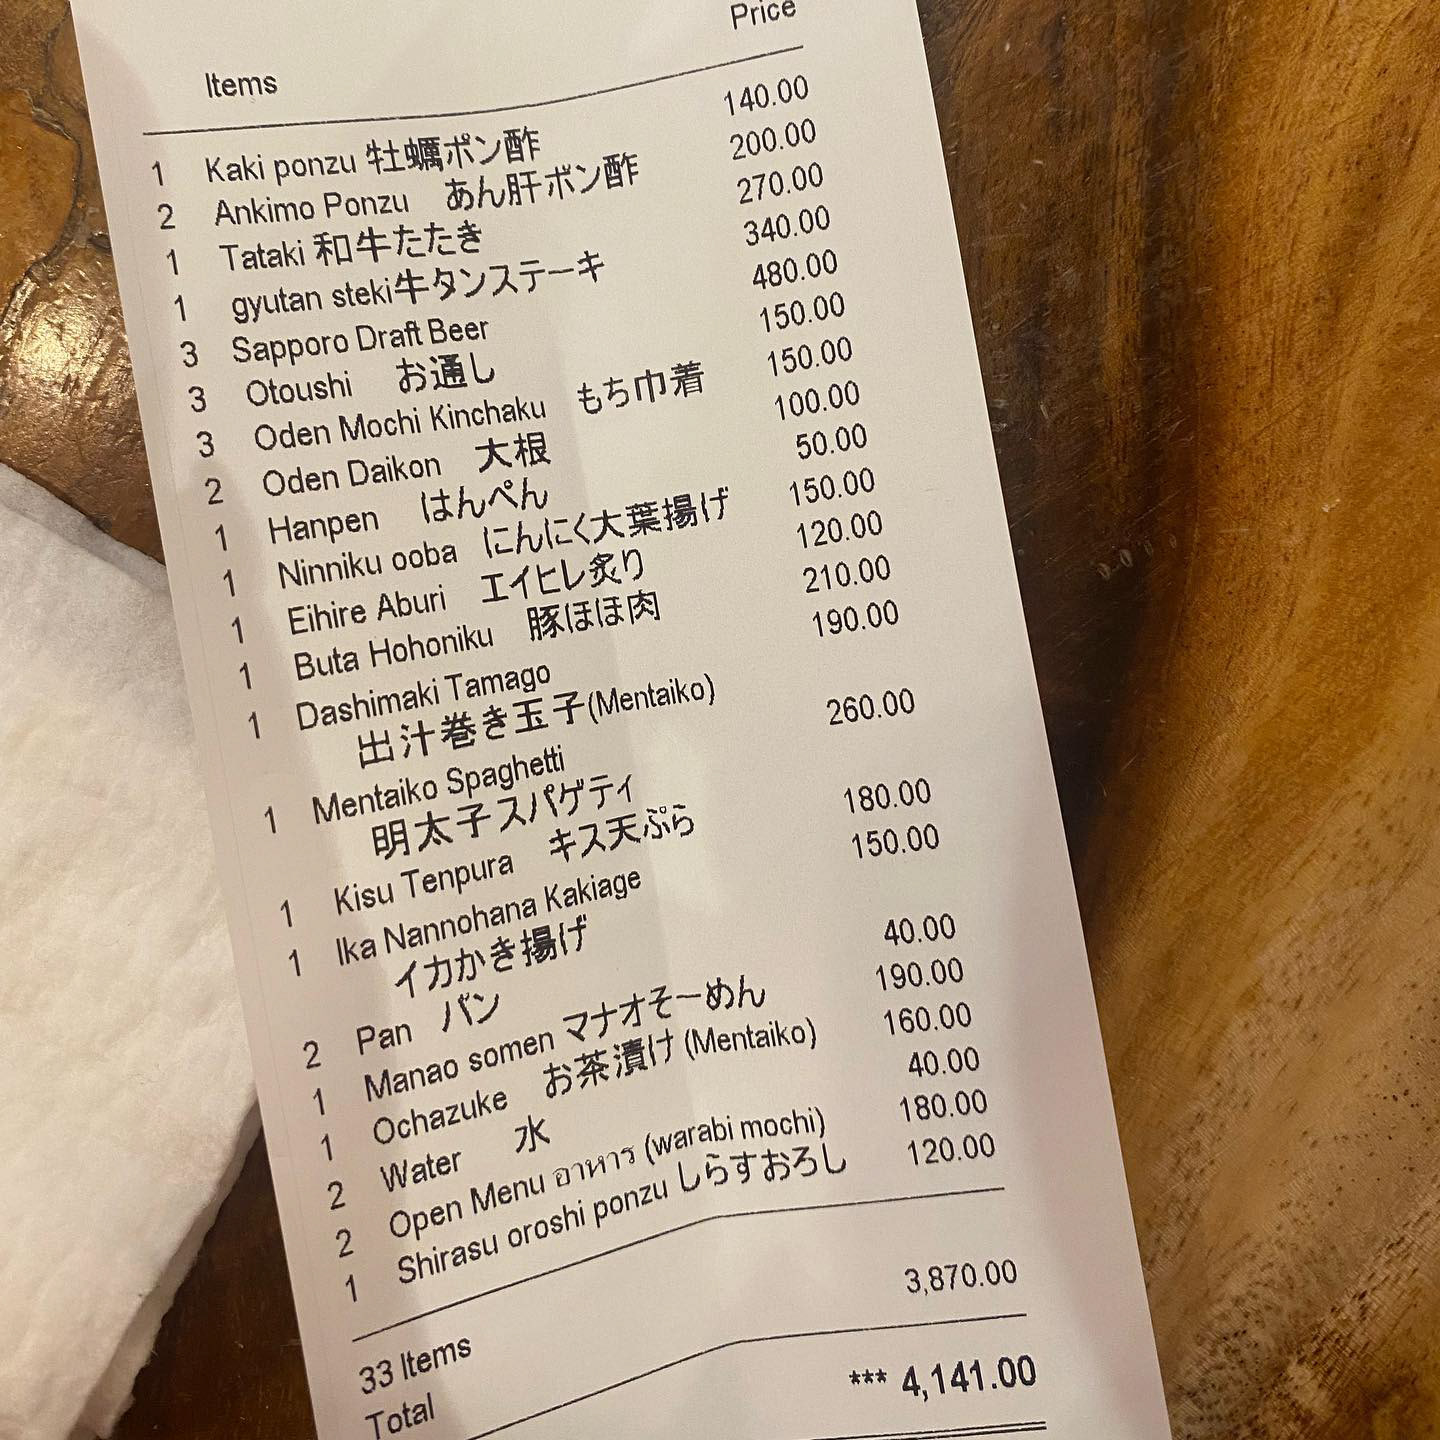 Items Price
1 Kaki ponzu 牡蠣ポン酢 140.00
2 Ankimo Ponzu あん肝ポン酢 200.00
1 Tataki 和牛たたき 270.00
1 gyutan steki牛タンステーキ 340.00
3 Sapporo Draft Beer 480.00
3 Otoushi お通し 150.00
3 Oden Mochi Kinchaku もち巾着 150.00
2 Oden Daikon 大根 100.00
1 Hanpen はんぺん 50.00
1 Ninniku ooba にんにく大葉揚げ 150.00
1 Eihire Aburi エイヒレ炙り 120.00
1 Buta Hohoniku 豚ほほ肉 210.00
1 Dashimaki Tamago 190.00
出汁巻き玉子(Mentaiko)
1 Mentaiko Spaghetti 260.00
明太子スパゲティ
1 Kisu Tenpura キス天ぷら 180.00
1 Ika Nannohana Kakiage 150.00
イカかき揚げ
2 Pan パン 40.00
1 Manao somen マナオそーめん 190.00
1 Ochazuke お茶漬け (Mentaiko) 160.00
2 Water 水 40.00
2 Open Menu อาหาร (warabi mochi) 180.00
1 Shirasu oroshi ponzu しらすおろし 120.00
33 Items 3,870.00
Total *** 4,141.00